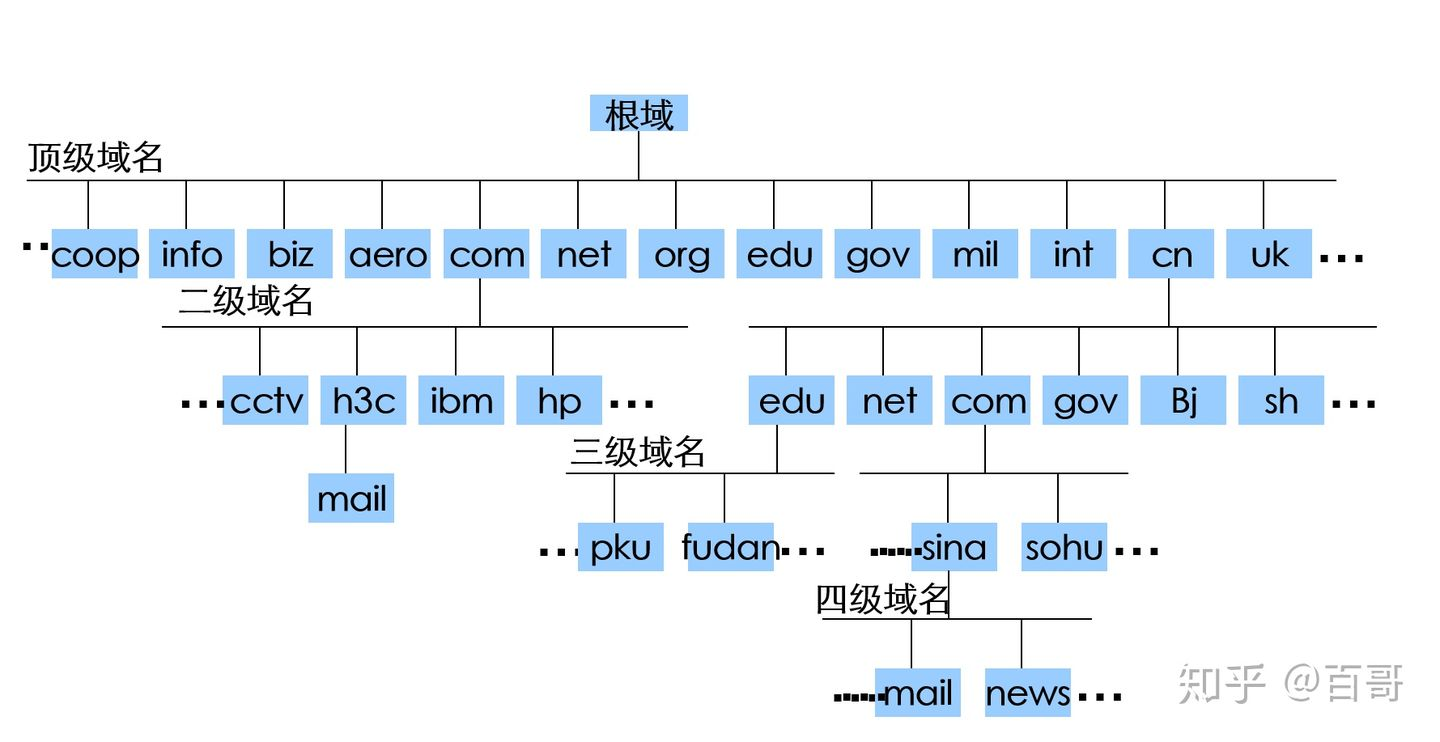 根域
顶级域名
..coop info biz aero com net org edu gov mil int cn uk ...
二级域名
...cctv h3c ibm hp ... edu net com gov Bj sh ...
三级域名
mail
...pku fudan... ......sina sohu ...
四级域名
......mail news ...
知乎 @百哥